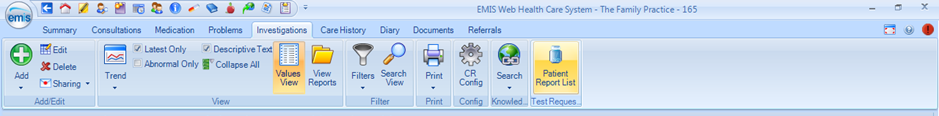 emis
EMIS Web Health Care System - The Family Practice - 165
Summary Consultations Medication Problems Investigations Care History Diary Documents Referrals
Add
Edit
Delete
Sharing
Add/Edit
Trend
Latest Only
Abnormal Only
Descriptive Text
Collapse All
Values View
View Reports
View
Filters
Search View
Filter
Print
Print
CR Config
Config
Search
Knowled...
Patient Report List
Test Reques...